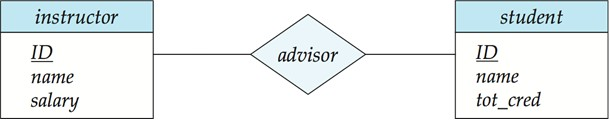 instructor
ID
name
salary
advisor
student
ID
name
tot_cred